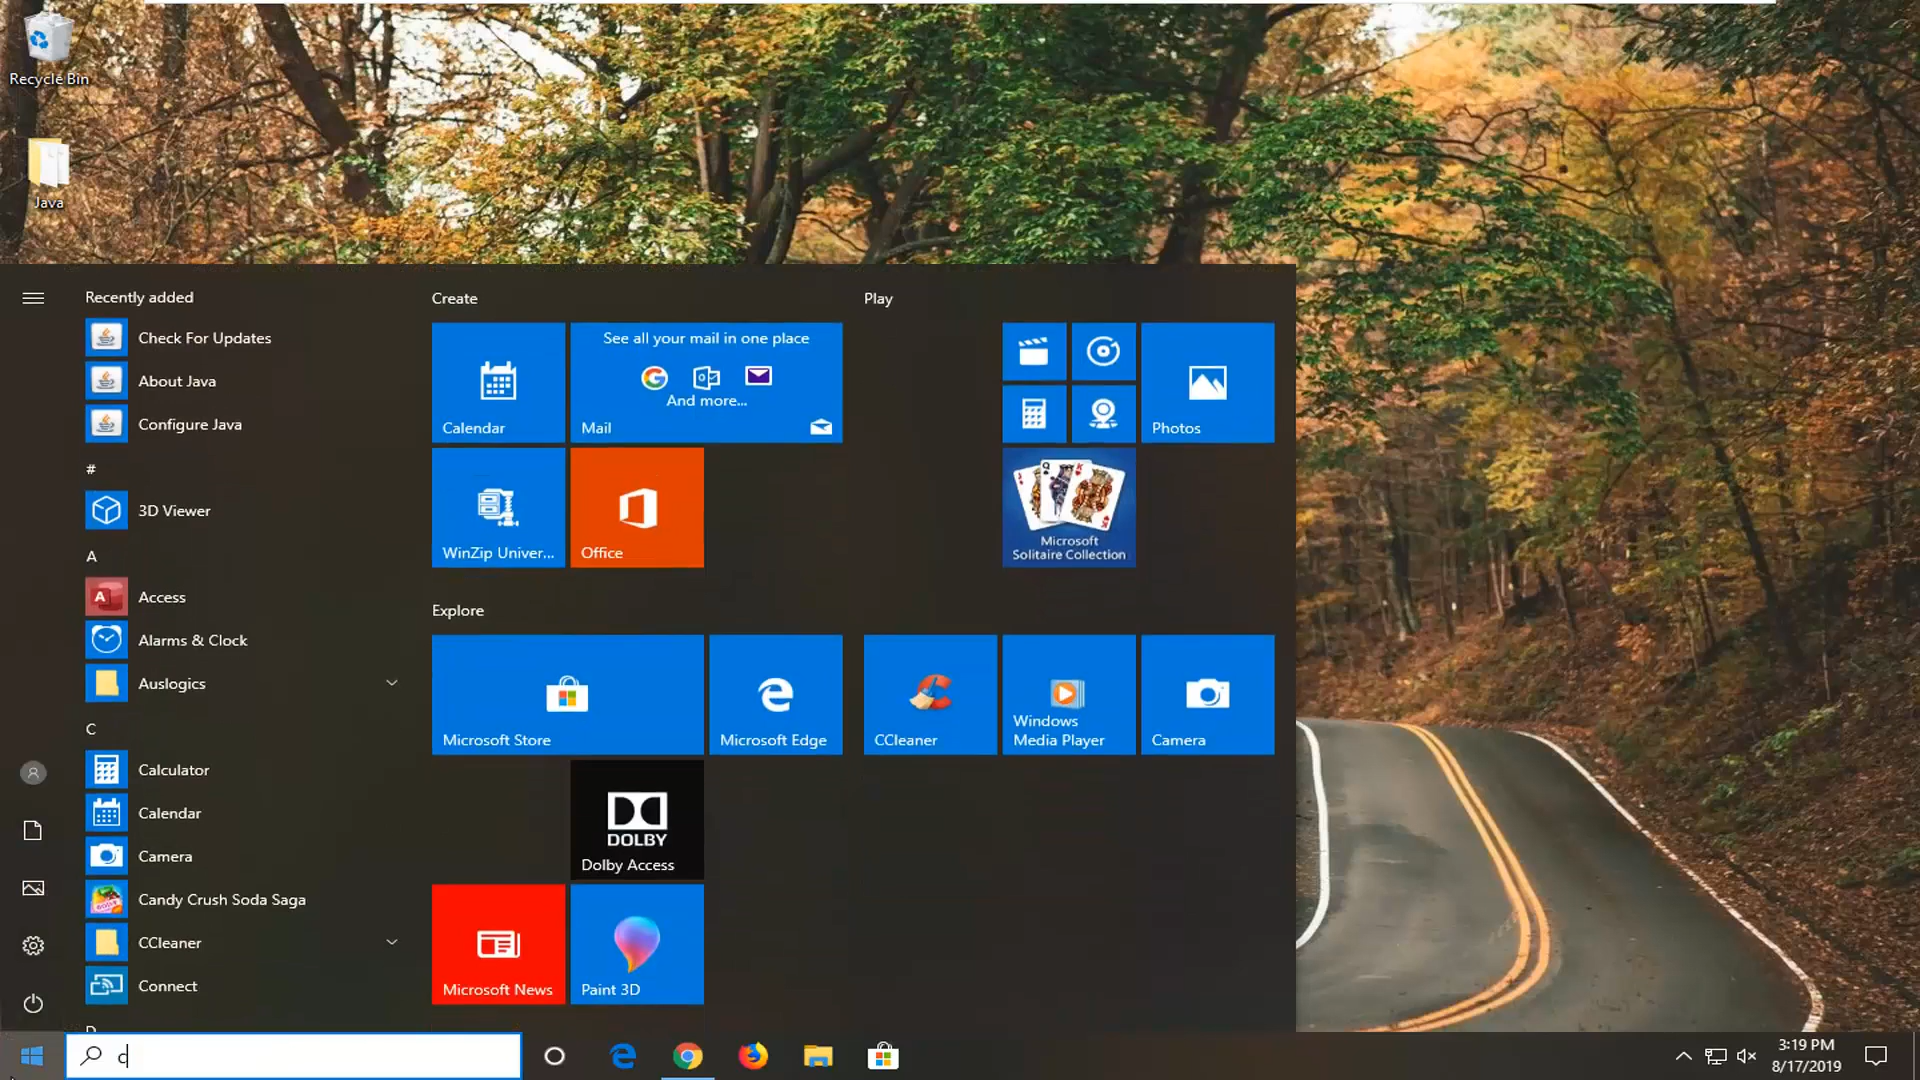 Recycle Bin
Java
Recently added
Check For Updates
About Java
Configure Java
#
3D Viewer
A
Access
Alarms & Clock
Auslogics
C
Calculator
Calendar
Camera
Candy Crush Soda Saga
CCleaner
Connect
D
Create
See all your mail in one place
And more...
Calendar
Mail
WinZip Univer...
Office
Play
Photos
Microsoft
Solitaire Collection
Explore
Microsoft Store
Microsoft Edge
CCleaner
Windows
Media Player
Camera
DOLBY
Dolby Access
Microsoft News
Paint 3D
c
3:19 PM
8/17/2019